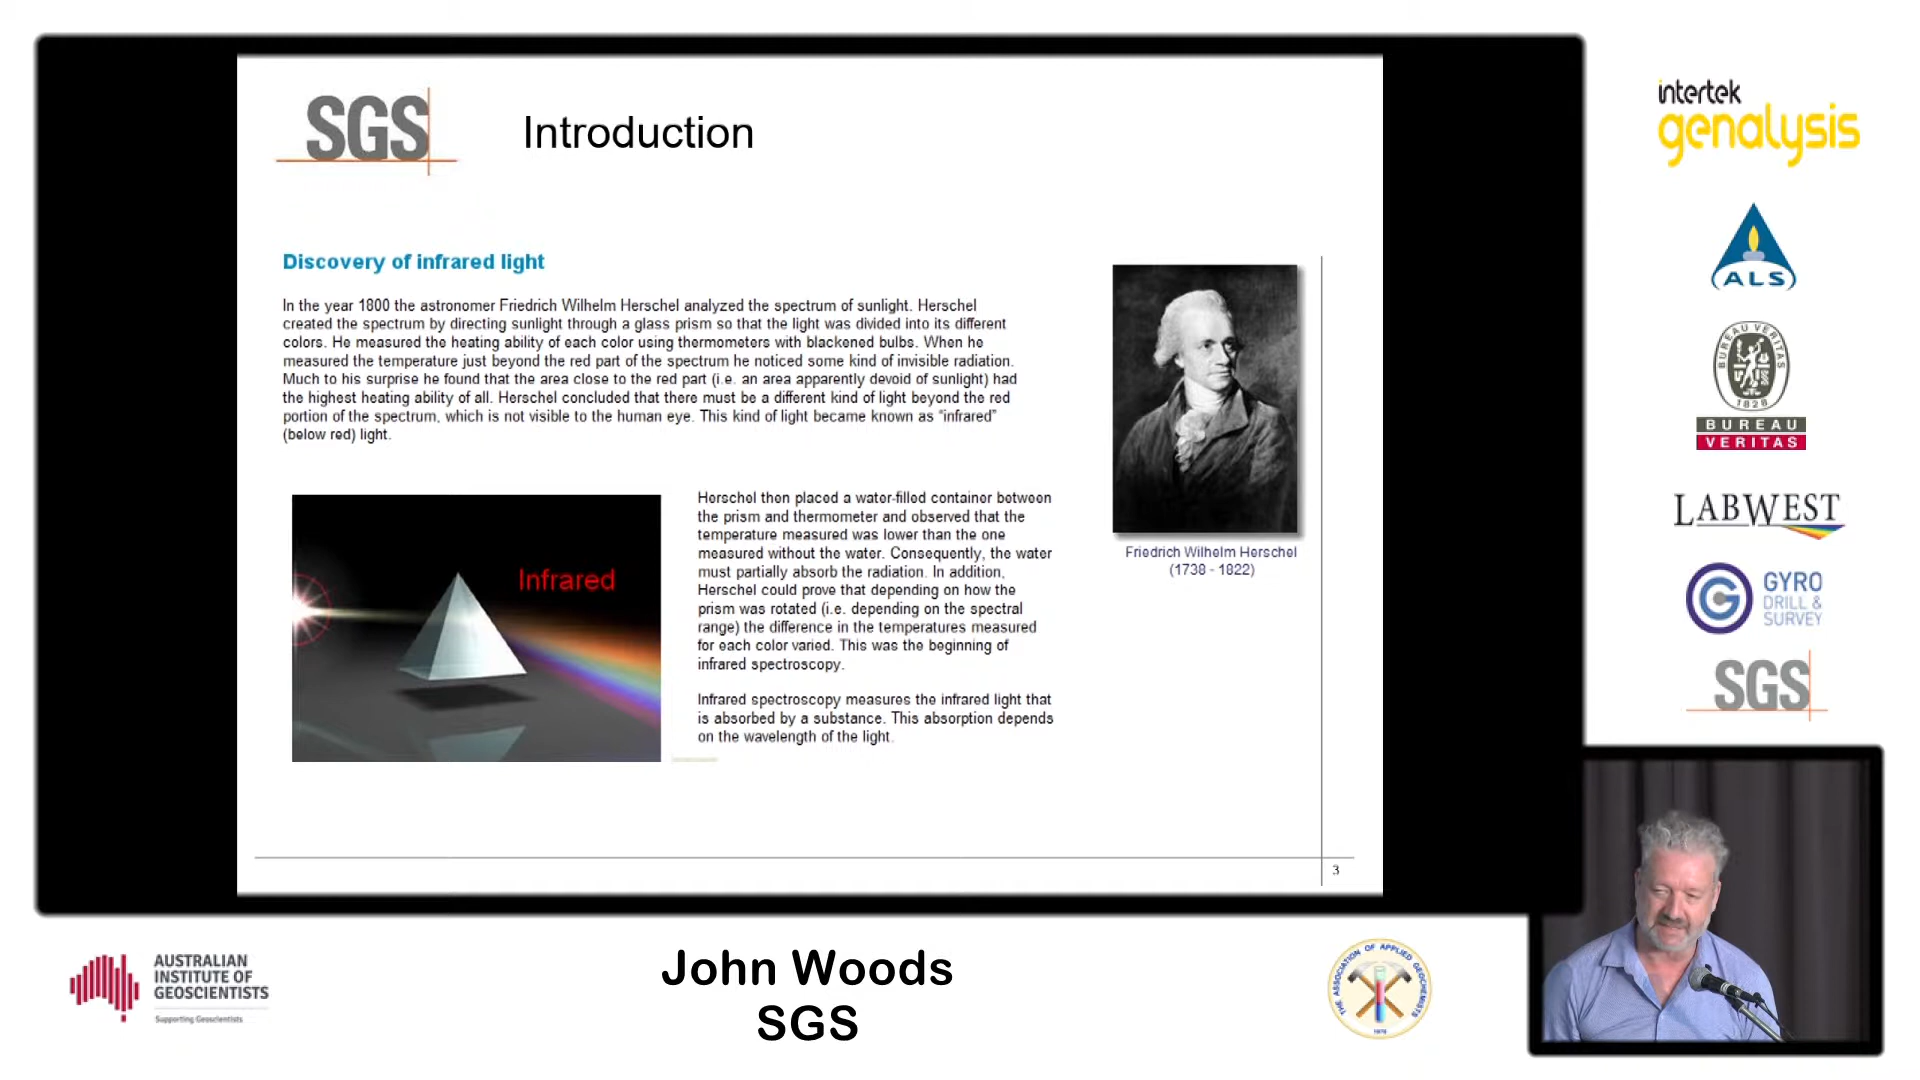 SGS
Introduction
Discovery of infrared light
In the year 1800 the astronomer Friedrich Wilhelm Herschel analyzed the spectrum of sunlight. Herschel
created the spectrum by directing sunlight through a glass prism so that the light was divided into its different
colors. He measured the heating ability of each color using thermometers with blackened bulbs. When he
measured the temperature just beyond the red part of the spectrum he noticed some kind of invisible radiation.
Much to his surprise he found that the area close to the red part (i.e. an area apparently devoid of sunlight) had
the highest heating ability of all. Herschel concluded that there must be a different kind of light beyond the red
portion of the spectrum, which is not visible to the human eye. This kind of light became known as “infrared”
(below red) light.
Infrared
Herschel then placed a water-filled container between
the prism and thermometer and observed that the
temperature measured was lower than the one
measured without the water. Consequently, the water
must partially absorb the radiation. In addition,
Herschel could prove that depending on how the
prism was rotated (i.e. depending on the spectral
range) the difference in the temperatures measured
for each color varied. This was the beginning of
infrared spectroscopy.
Infrared spectroscopy measures the infrared light that
is absorbed by a substance. This absorption depends
on the wavelength of the light.
Friedrich Wilhelm Herschel
(1738 - 1822)
3
intertek
genalysis
ALS
BUREAU VERITAS
1828
BUREAU
VERITAS
LABWEST
GYRO
DRILL &
SURVEY
SGS
AUSTRALIAN
INSTITUTE OF
GEOSCIENTISTS
Supporting Geoscientists
John Woods
SGS
THE ASSOCIATION OF APPLIED GEOCHEMISTS
1970